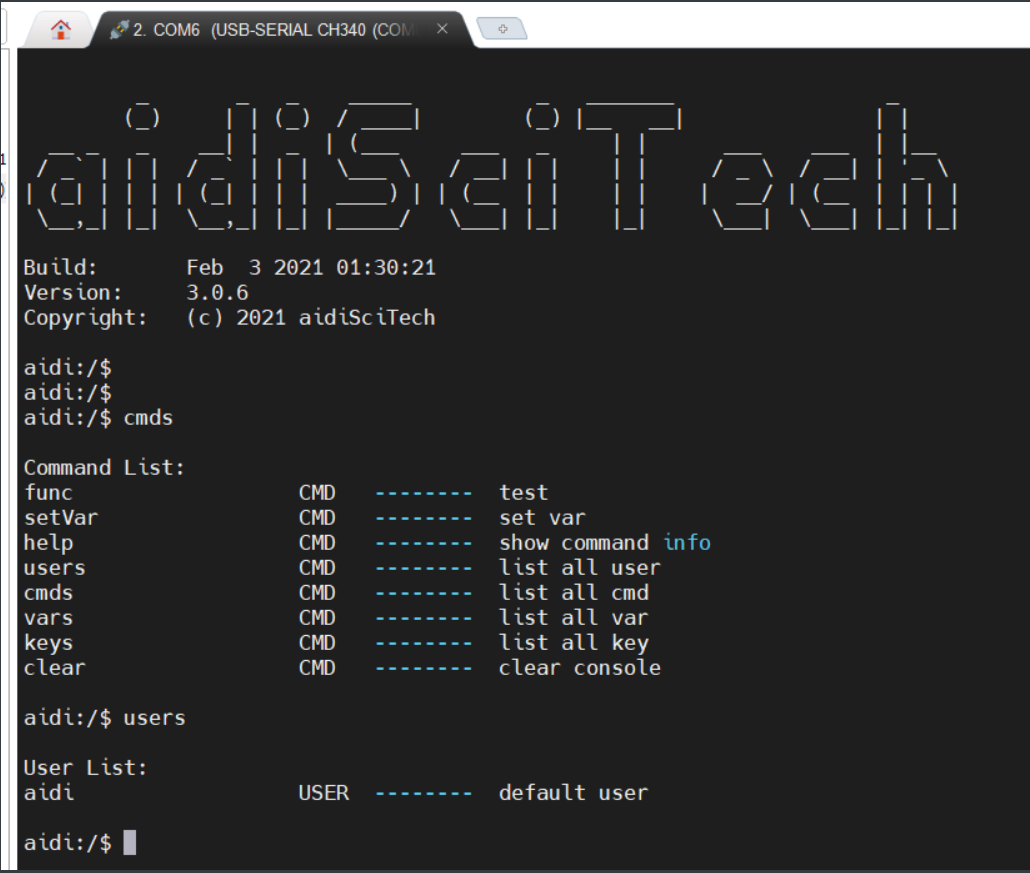 2. COM6 (USB-SERIAL CH340 (COM
aidiSciTech
Build: Feb 3 2021 01:30:21
Version: 3.0.6
Copyright: (c) 2021 aidiSciTech
aidi:/$
aidi:/$
aidi:/$ cmds
Command List:
func CMD -------- test
setVar CMD -------- set var
help CMD -------- show command info
users CMD -------- list all user
cmds CMD -------- list all cmd
vars CMD -------- list all var
keys CMD -------- list all key
clear CMD -------- clear console
aidi:/$ users
User List:
aidi USER -------- default user
aidi:/$